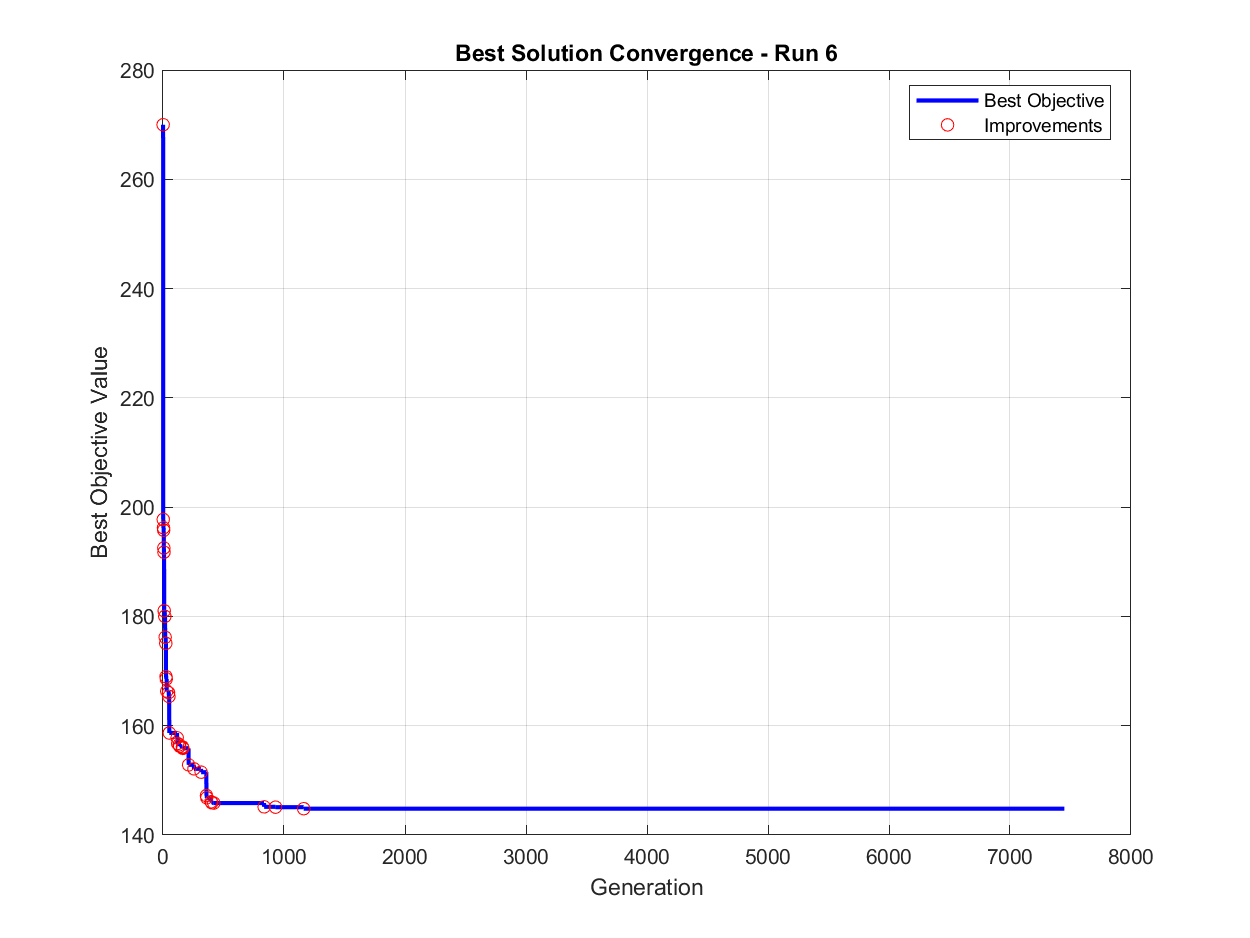 Best Solution Convergence - Run 6
280
260
240
220
200
180
160
140
Best Objective Value
Best Objective
Improvements
0 1000 2000 3000 4000 5000 6000 7000 8000
Generation